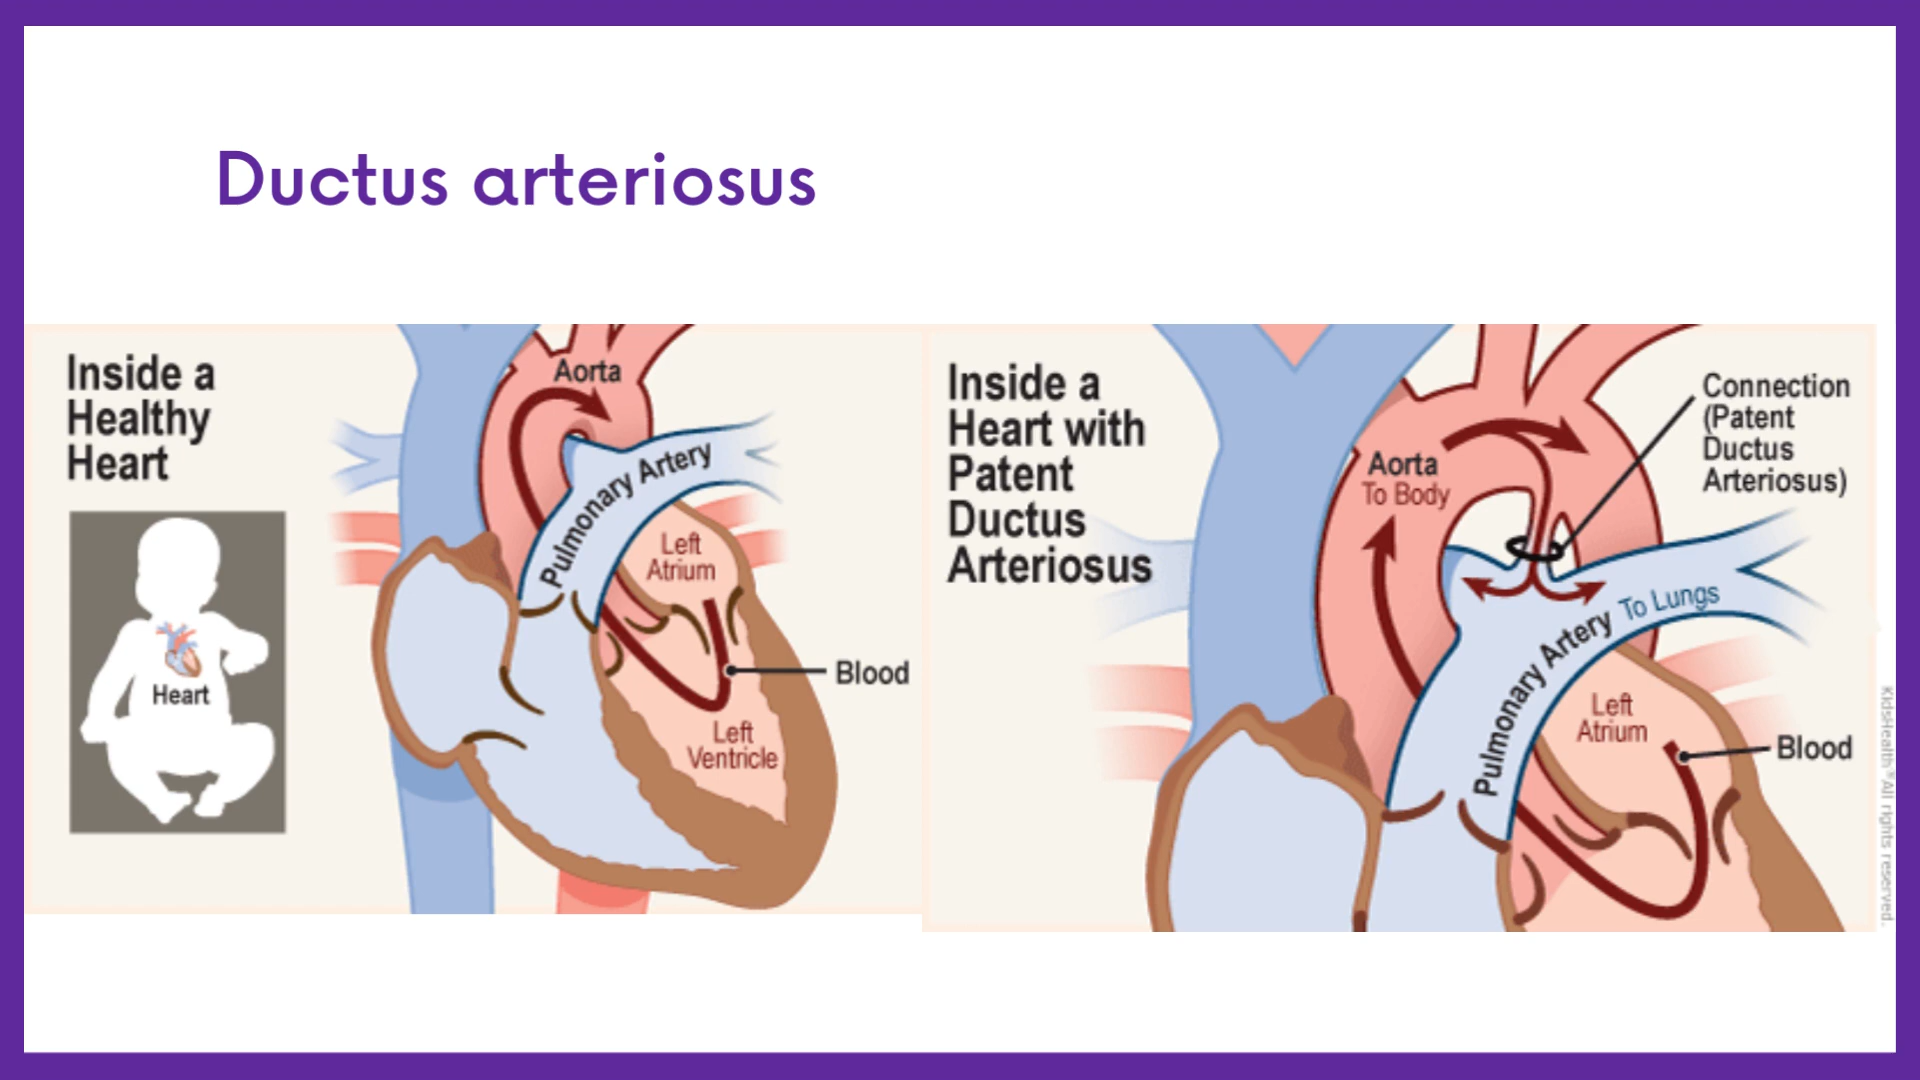 Ductus arteriosus
Inside a
Healthy
Heart
Heart
Aorta
Pulmonary Artery
Left
Atrium
Blood
Left
Ventricle
Inside a
Heart with
Patent
Ductus
Arteriosus
Aorta
To Body
Connection
(Patent
Ductus
Arteriosus)
Pulmonary Artery To Lungs
Left
Atrium
Blood
KidsHealth® All rights reserved.